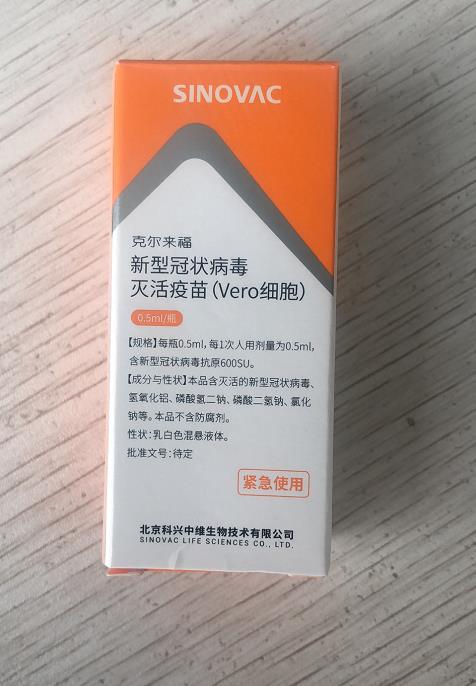 SINOVAC
克尔来福
新型冠状病毒
灭活疫苗(Vero细胞)
0.5ml/瓶
【规格】每瓶0.5ml,每1次人用剂量为0.5ml,
含新型冠状病毒抗原600SU。
【成分与性状】本品含灭活的新型冠状病毒、
氢氧化铝、磷酸氢二钠、磷酸二氢钠、氯化
钠等。本品不含防腐剂。
性状:乳白色混悬液体。
批准文号:待定
紧急使用
北京科兴中维生物技术有限公司
SINOVAC LIFE SCIENCES CO., LTD.